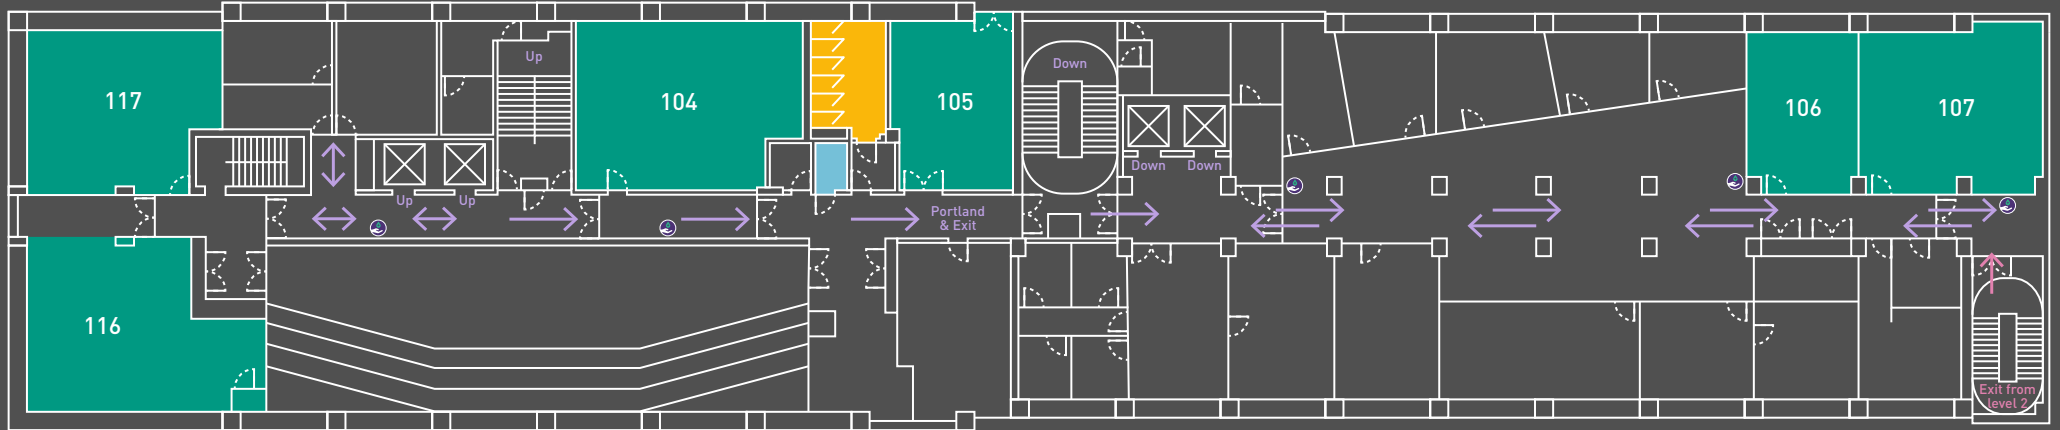 117
Up
104
105
Down
106
107
Down
Down
Up
Up
Portland
& Exit
116
Exit from
level 2